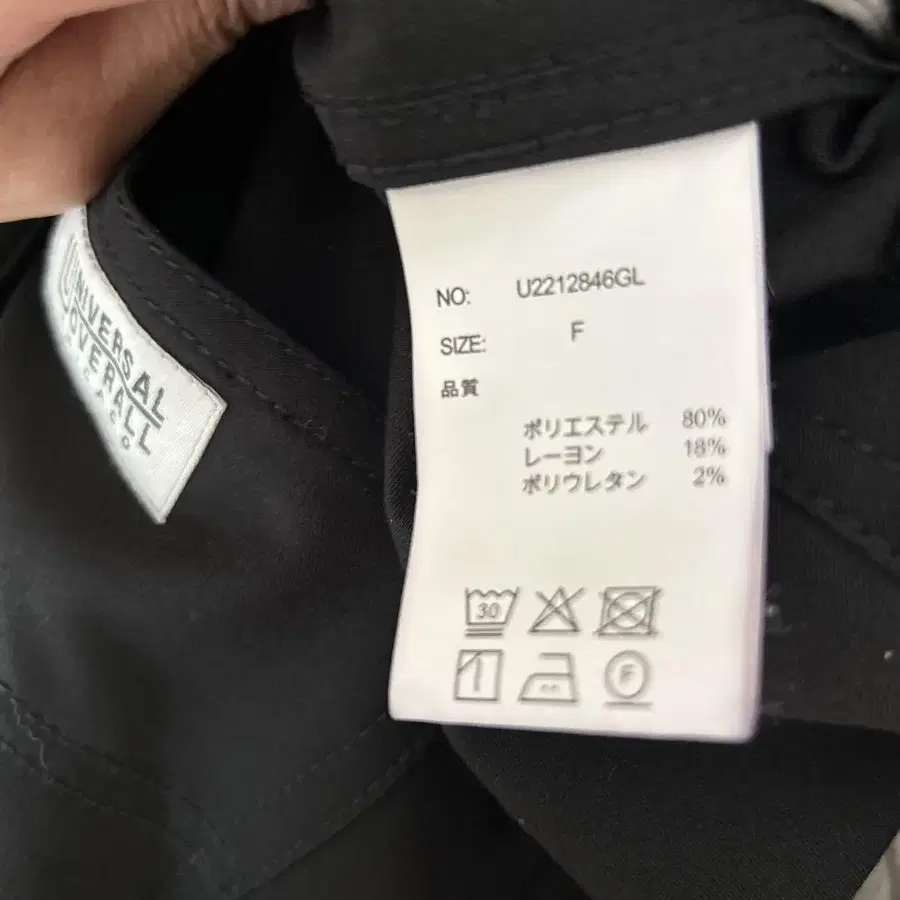 UNIVERSAL
OVERALL
CHICAGO
NO: U2212846GL
SIZE: F
品質
ポリエステル 80%
レーヨン 18%
ポリウレタン 2%
30
F